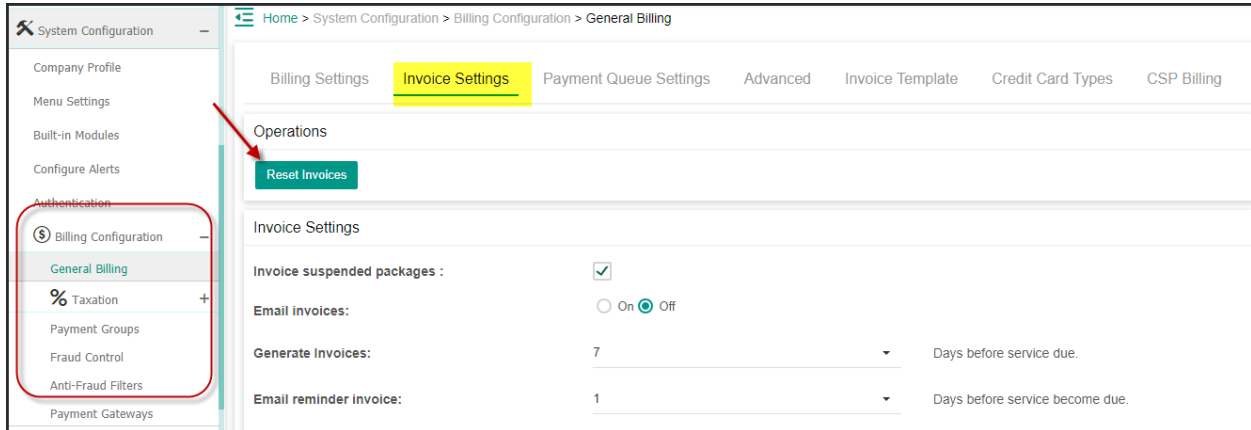 System Configuration
Company Profile
Menu Settings
Built-in Modules
Configure Alerts
Authentication
Billing Configuration
General Billing
Taxation
Payment Groups
Fraud Control
Anti-Fraud Filters
Payment Gateways
Home > System Configuration > Billing Configuration > General Billing
Billing Settings Invoice Settings Payment Queue Settings Advanced Invoice Template Credit Card Types CSP Billing
Operations
Reset Invoices
Invoice Settings
Invoice suspended packages :
Email invoices: On Off
Generate Invoices: 7 Days before service due.
Email reminder invoice: 1 Days before service become due.